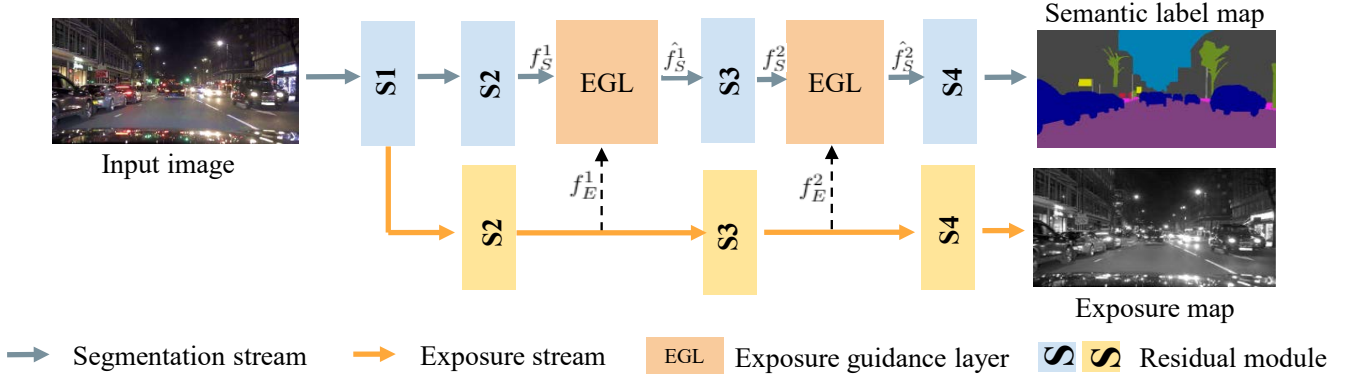 Semantic label map
S1
S2
f_S^1
EGL
\hat{f}_S^1
S3
f_S^2
EGL
\hat{f}_S^2
S4
Input image
f_E^1
f_E^2
S2
S3
S4
Exposure map
Segmentation stream
Exposure stream
EGL
Exposure guidance layer
S
S
Residual module